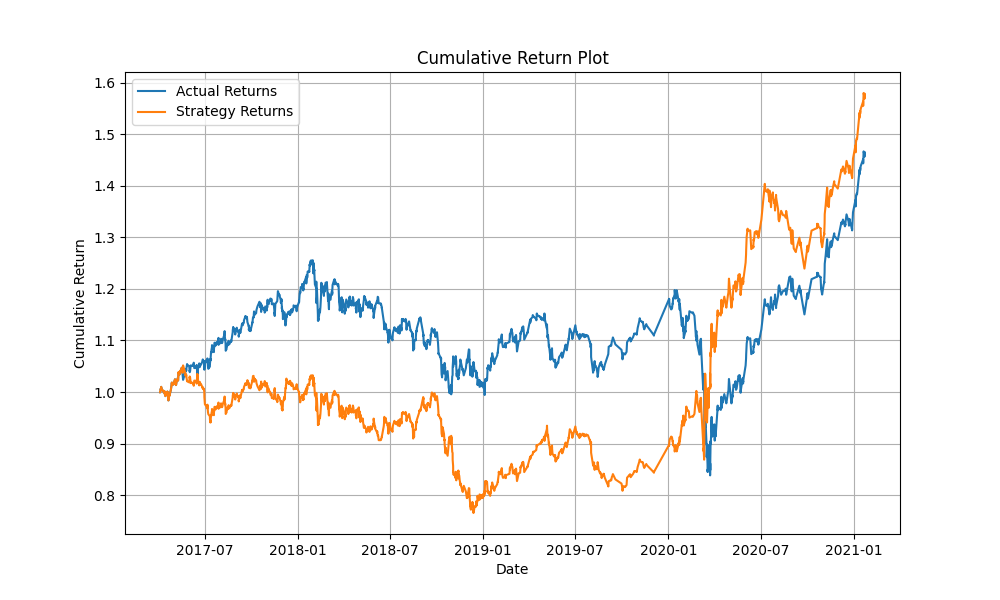 Cumulative Return Plot
Actual Returns
Strategy Returns
Cumulative Return
1.6
1.5
1.4
1.3
1.2
1.1
1.0
0.9
0.8
2017-07 2018-01 2018-07 2019-01 2019-07 2020-01 2020-07 2021-01
Date